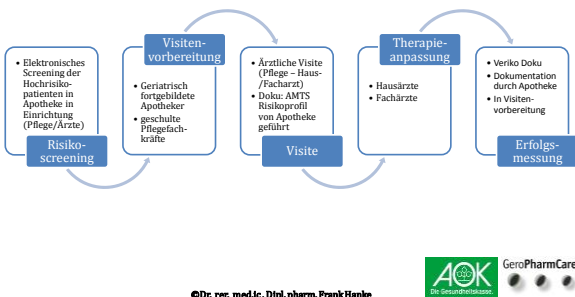 • Elektronisches
Screening der
Hochrisiko-
patienten in
Apotheke in
Einrichtung
(Pflege/Ärzte)
Risiko-
screening
Visiten-
vorbereitung
• Geriatrisch
fortgebildete
Apotheker
• geschulte
Pflegefach-
kräfte
• Ärztliche Visite
(Pflege – Haus-
/Facharzt)
• Doku: AMTS
Risikoprofil
von Apotheke
geführt
Visite
Therapie-
anpassung
• Hausärzte
• Fachärzte
• Veriko Doku
• Dokumentation
durch Apotheke
• In Visiten-
vorbereitung
Erfolgs-
messung
AOK
Die Gesundheitskasse.
GeroPharmCare
©Dr. rer. med.ic. Dipl. pharm. Frank Hanke